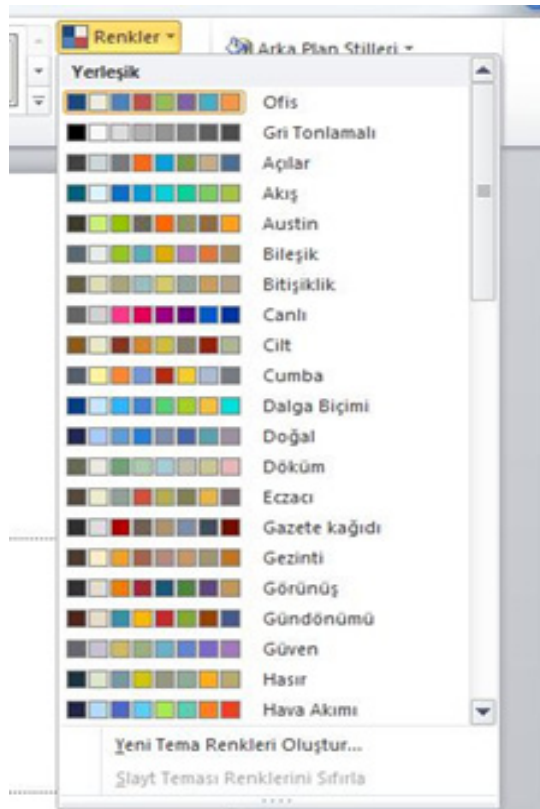 Renkler
Arka Plan Stilleri
Yerleşik
Ofis
Gri Tonlamalı
Açılar
Akış
Austin
Bileşik
Bitişiklik
Canlı
Cilt
Cumba
Dalga Biçimi
Doğal
Döküm
Eczacı
Gazete kağıdı
Gezinti
Görünüş
Gündönümü
Güven
Hasır
Hava Akımı
Yeni Tema Renkleri Oluştur...
Slayt Teması Renklerini Sıfırla